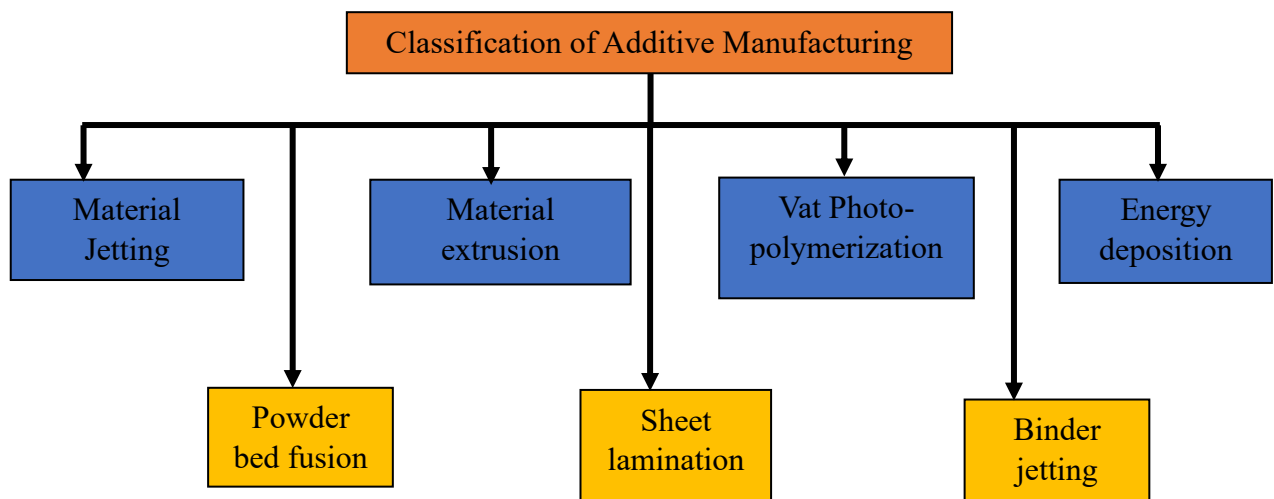 Classification of Additive Manufacturing
Material
Jetting
Material
extrusion
Vat Photo-
polymerization
Energy
deposition
Powder
bed fusion
Sheet
lamination
Binder
jetting